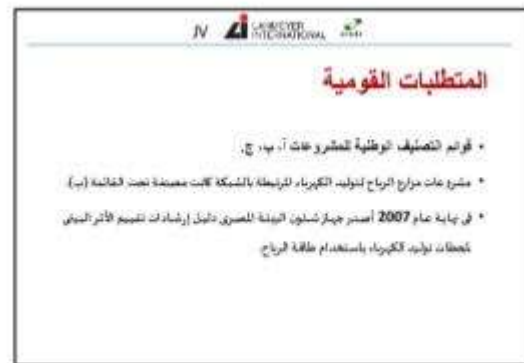 JV LAHMEYER INTERNATIONAL
المتطلبات القومية
• قوائم التصنيف الوطنية للمشروعات أ، ب، ج.
• مشروعات مزارع الرياح لتوليد الكهرباء المرتبطة بالشبكة كانت مصنفة تحت القائمة (ب).
• في نهاية عام 2007 أصدر جهاز شئون البيئة المصرى دليل إرشادات تقييم الأثر البيئى
لمحطات توليد الكهرباء باستخدام طاقة الرياح.